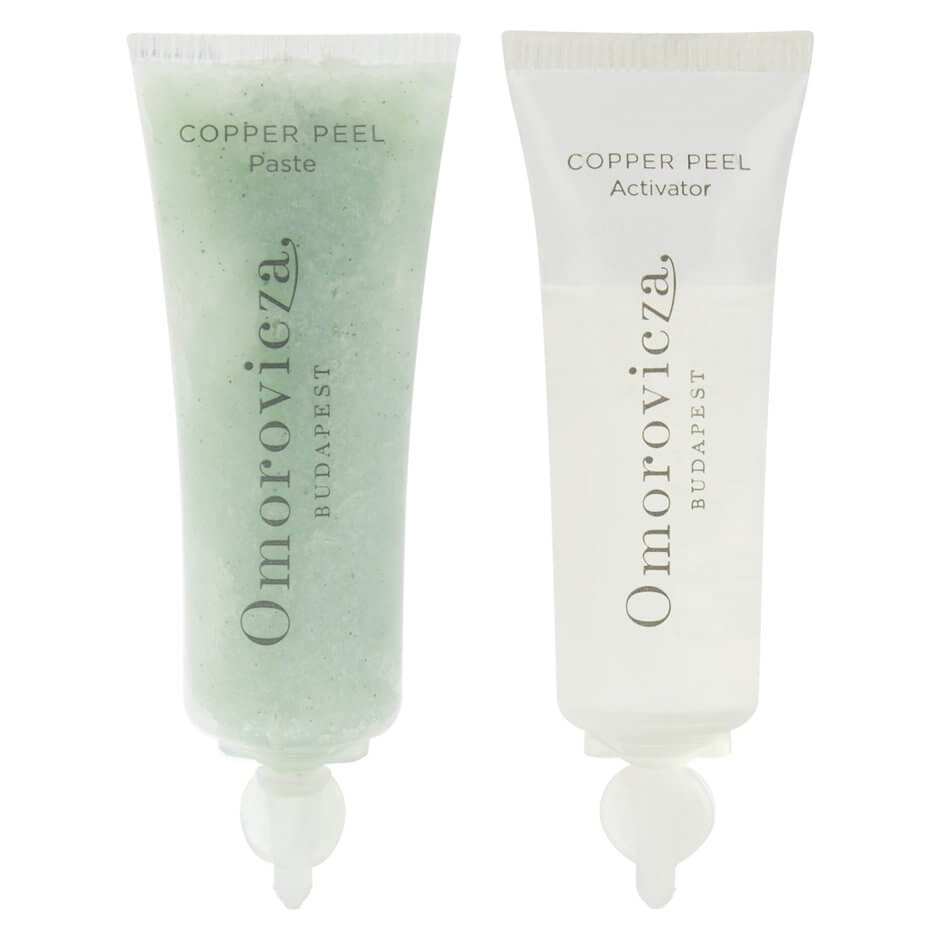 COPPER PEEL
Paste
Omorovicza,
BUDAPEST
COPPER PEEL
Activator
Omorovicza,
BUDAPEST